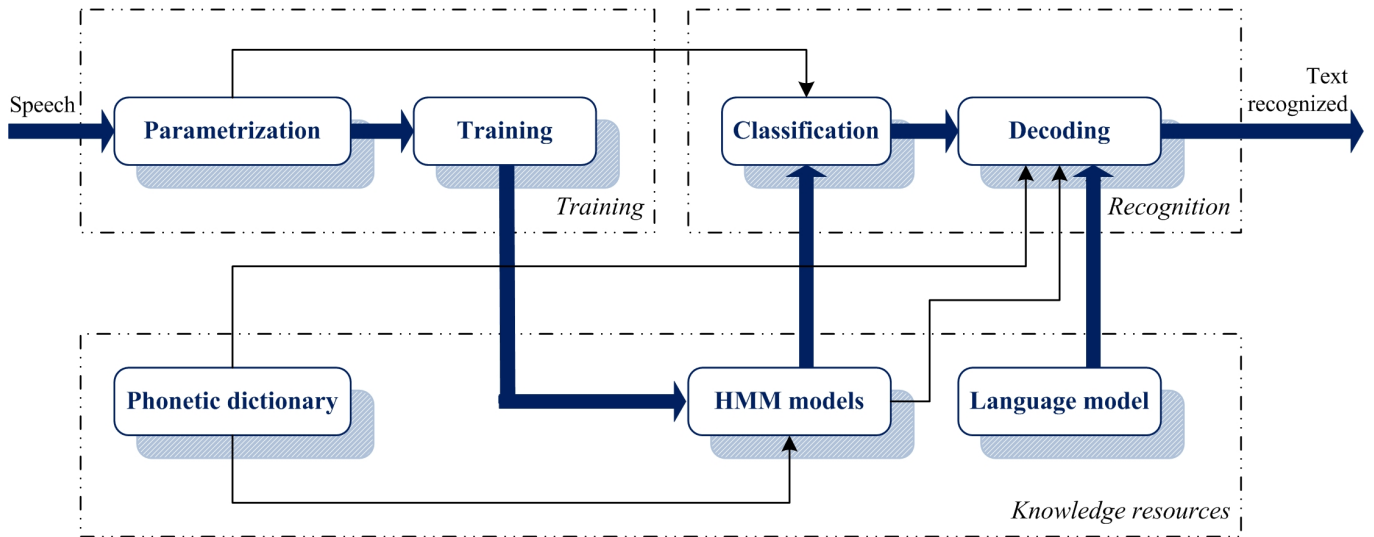 Speech
Parametrization
Training
Classification
Decoding
Text
recognized
Training
Recognition
Phonetic dictionary
HMM models
Language model
Knowledge resources